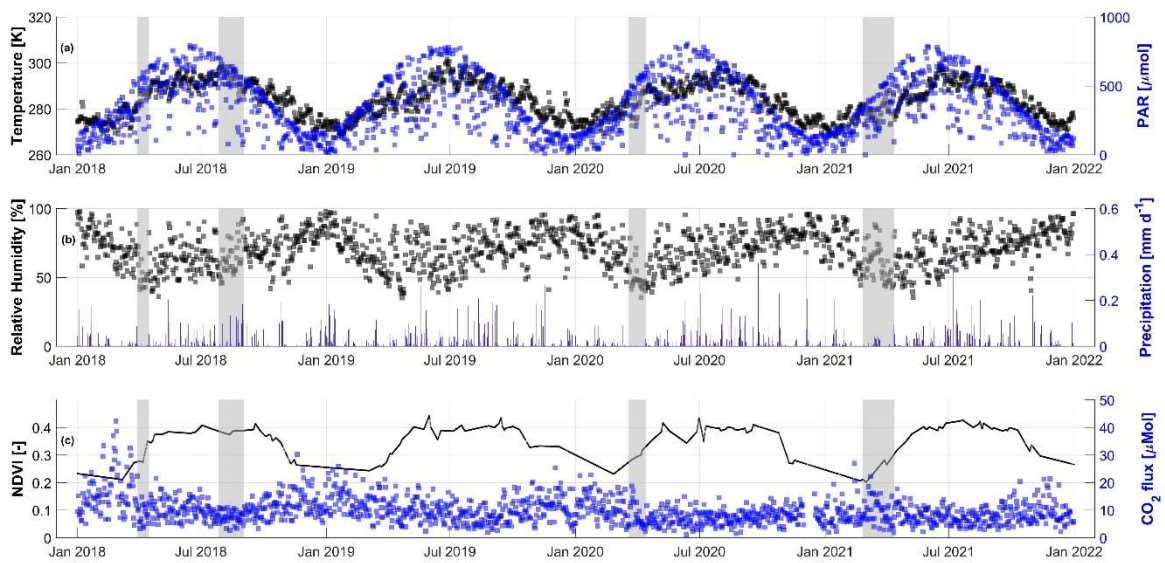 320
300
280
260
Temperature [K]
(a)
1000
500
0
PAR [μmol]
Jan 2018 Jul 2018 Jan 2019 Jul 2019 Jan 2020 Jul 2020 Jan 2021 Jul 2021 Jan 2022
100
50
0
Relative Humidity [%]
(b)
0.6
0.4
0.2
0
Precipitation [mm d⁻¹]
Jan 2018 Jul 2018 Jan 2019 Jul 2019 Jan 2020 Jul 2020 Jan 2021 Jul 2021 Jan 2022
0.4
0.3
0.2
0.1
0
NDVI [-]
(c)
50
40
30
20
10
0
CO₂ flux [μMol]
Jan 2018 Jul 2018 Jan 2019 Jul 2019 Jan 2020 Jul 2020 Jan 2021 Jul 2021 Jan 2022